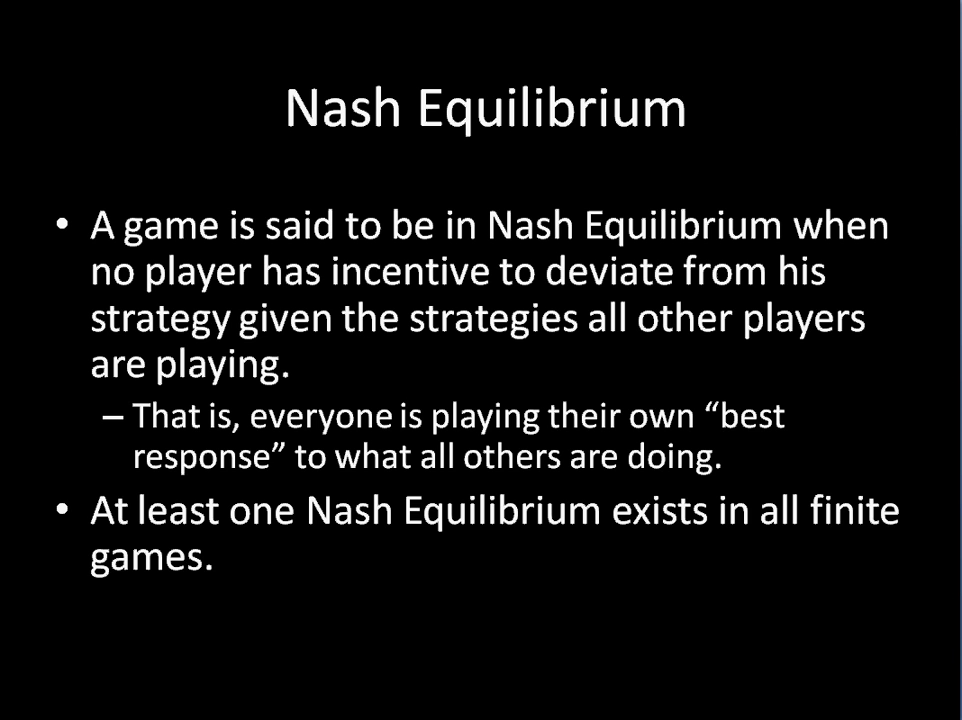 Nash Equilibrium
• A game is said to be in Nash Equilibrium when
no player has incentive to deviate from his
strategy given the strategies all other players
are playing.
– That is, everyone is playing their own “best
response” to what all others are doing.
• At least one Nash Equilibrium exists in all finite
games.